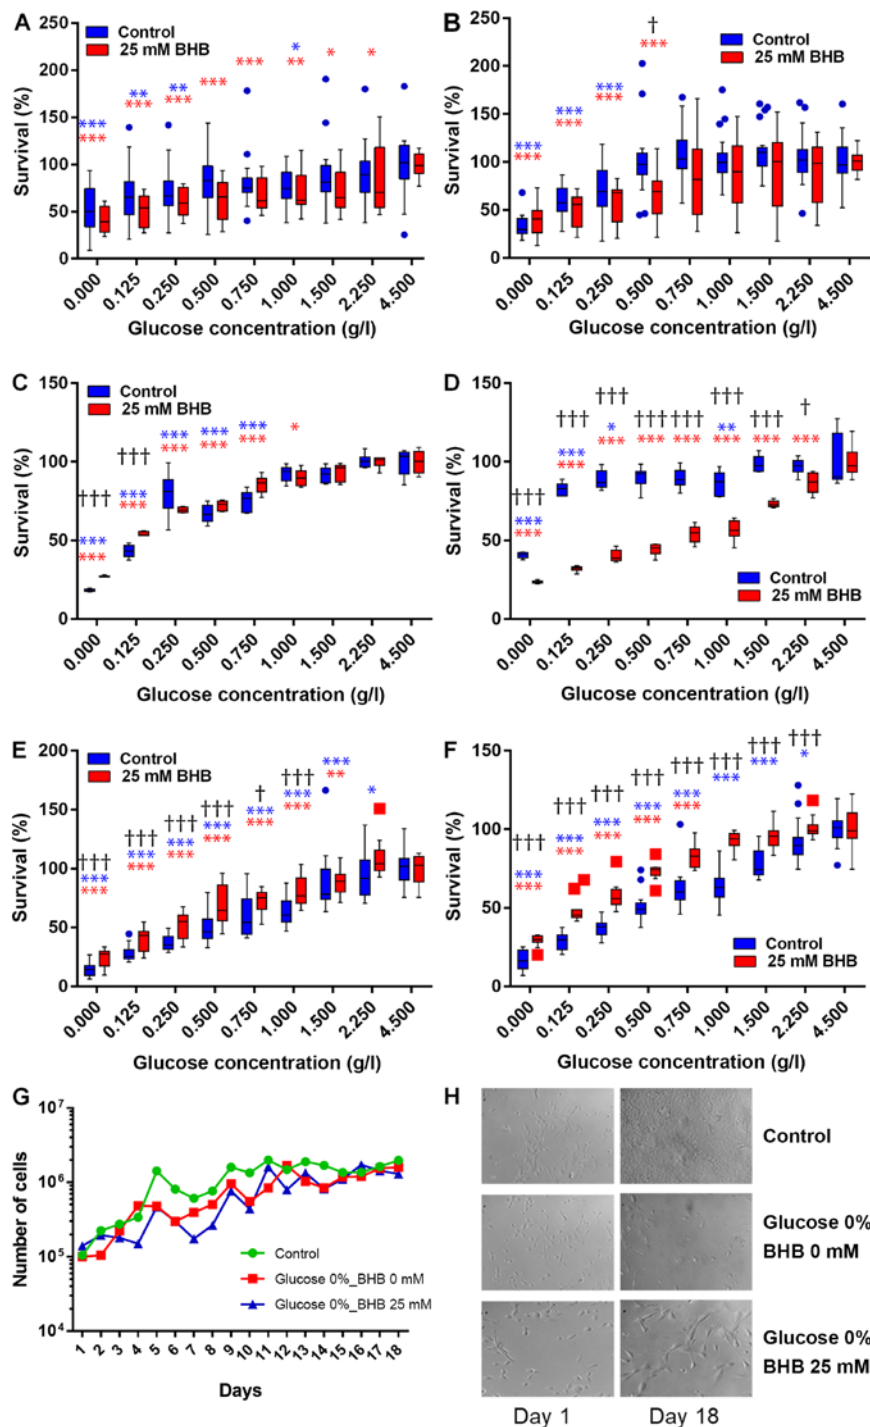 A
Control
25 mM BHB
Survival (%)
250
200
150
100
50
0
*
** ** *** ** * *
*** *** *** ***
***
0.000 0.125 0.250 0.500 0.750 1.000 1.500 2.250 4.500
Glucose concentration (g/l)
B
Control
25 mM BHB
Survival (%)
250
200
150
100
50
0
†
*** *** *** ***
*** *** ***
0.000 0.125 0.250 0.500 0.750 1.000 1.500 2.250 4.500
Glucose concentration (g/l)
C
Control
25 mM BHB
Survival (%)
150
100
50
0
††† †††
*** *** *** *** ***
*** *** *** *** *** *
0.000 0.125 0.250 0.500 0.750 1.000 1.500 2.250 4.500
Glucose concentration (g/l)
D
Survival (%)
150
100
50
0
††† ††† ††† ††† ††† ††† ††† †
*** *** * **
*** *** *** *** *** *** *** ***
Control
25 mM BHB
0.000 0.125 0.250 0.500 0.750 1.000 1.500 2.250 4.500
Glucose concentration (g/l)
E
Control
25 mM BHB
Survival (%)
200
150
100
50
0
††† ††† ††† ††† † †††
*** *** *** *** *** *** *** *
*** *** *** *** *** *** **
0.000 0.125 0.250 0.500 0.750 1.000 1.500 2.250 4.500
Glucose concentration (g/l)
F
Survival (%)
150
100
50
0
††† ††† ††† ††† ††† ††† ††† †††
*** *** *** *** *** *** *** *
*** *** *** *** ***
Control
25 mM BHB
0.000 0.125 0.250 0.500 0.750 1.000 1.500 2.250 4.500
Glucose concentration (g/l)
G
Number of cells
10⁷
10⁶
10⁵
10⁴
Control
Glucose 0%_BHB 0 mM
Glucose 0%_BHB 25 mM
1 2 3 4 5 6 7 8 9 10 11 12 13 14 15 16 17 18
Days
H
Control
Glucose 0%
BHB 0 mM
Glucose 0%
BHB 25 mM
Day 1
Day 18